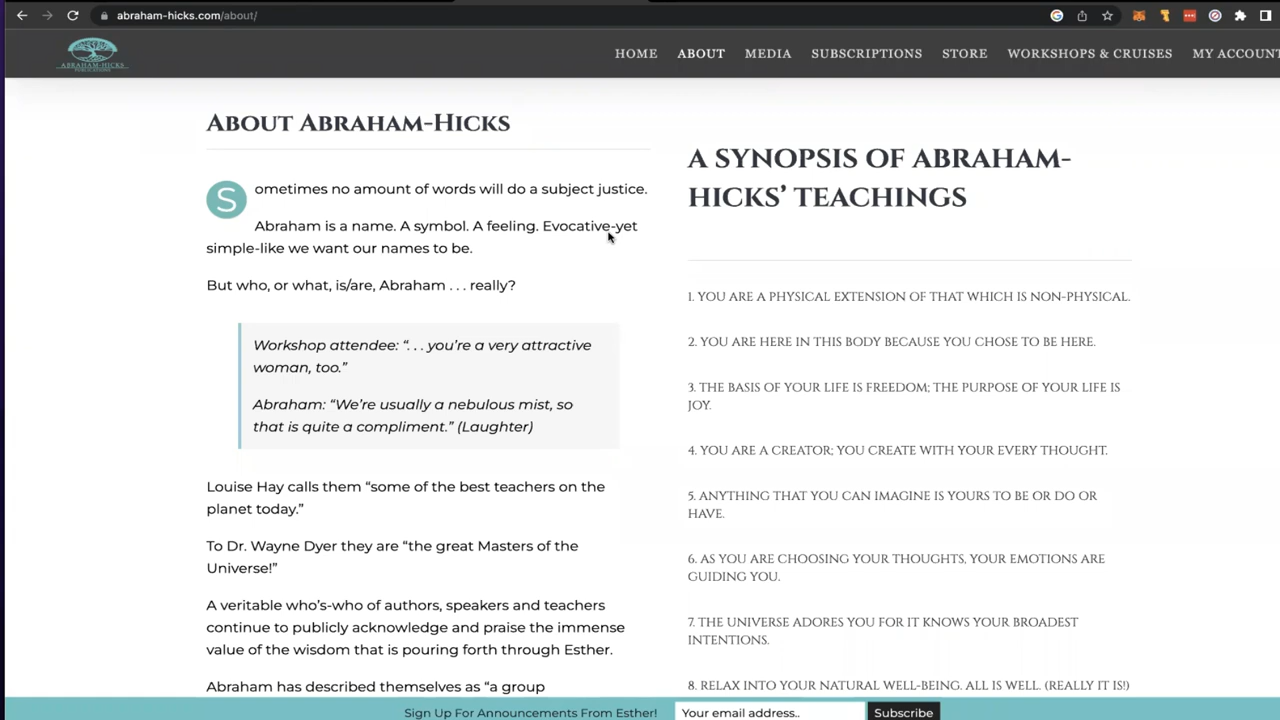 abraham-hicks.com/about/
ABRAHAM-HICKS
PUBLICATIONS
HOME ABOUT MEDIA SUBSCRIPTIONS STORE WORKSHOPS & CRUISES MY ACCOUNT
ABOUT ABRAHAM-HICKS
Sometimes no amount of words will do a subject justice.
Abraham is a name. A symbol. A feeling. Evocative-yet
simple-like we want our names to be.
But who, or what, is/are, Abraham . . . really?
Workshop attendee: “. . . you’re a very attractive
woman, too.”
Abraham: “We’re usually a nebulous mist, so
that is quite a compliment.” (Laughter)
Louise Hay calls them “some of the best teachers on the
planet today.”
To Dr. Wayne Dyer they are “the great Masters of the
Universe!”
A veritable who’s-who of authors, speakers and teachers
continue to publicly acknowledge and praise the immense
value of the wisdom that is pouring forth through Esther.
Abraham has described themselves as “a group
A SYNOPSIS OF ABRAHAM-
HICKS’ TEACHINGS
1. YOU ARE A PHYSICAL EXTENSION OF THAT WHICH IS NON-PHYSICAL.
2. YOU ARE HERE IN THIS BODY BECAUSE YOU CHOSE TO BE HERE.
3. THE BASIS OF YOUR LIFE IS FREEDOM; THE PURPOSE OF YOUR LIFE IS
JOY.
4. YOU ARE A CREATOR; YOU CREATE WITH YOUR EVERY THOUGHT.
5. ANYTHING THAT YOU CAN IMAGINE IS YOURS TO BE OR DO OR
HAVE.
6. AS YOU ARE CHOOSING YOUR THOUGHTS, YOUR EMOTIONS ARE
GUIDING YOU.
7. THE UNIVERSE ADORES YOU FOR IT KNOWS YOUR BROADEST
INTENTIONS.
8. RELAX INTO YOUR NATURAL WELL-BEING. ALL IS WELL. (REALLY IT IS!)
Sign Up For Announcements From Esther! Your email address.. Subscribe